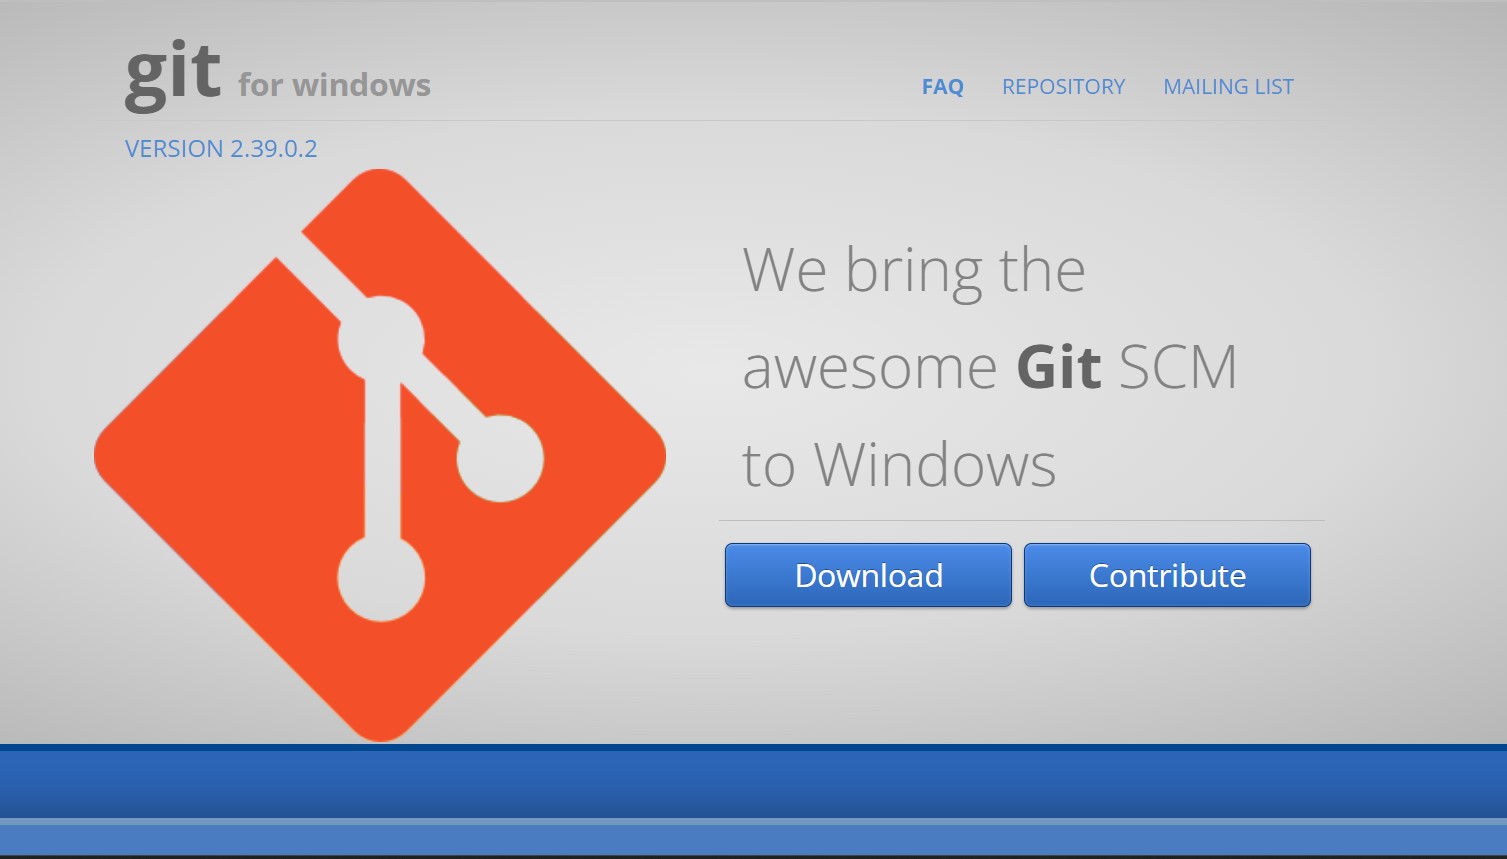 git for windows
FAQ REPOSITORY MAILING LIST
VERSION 2.39.0.2
We bring the
awesome Git SCM
to Windows
Download Contribute